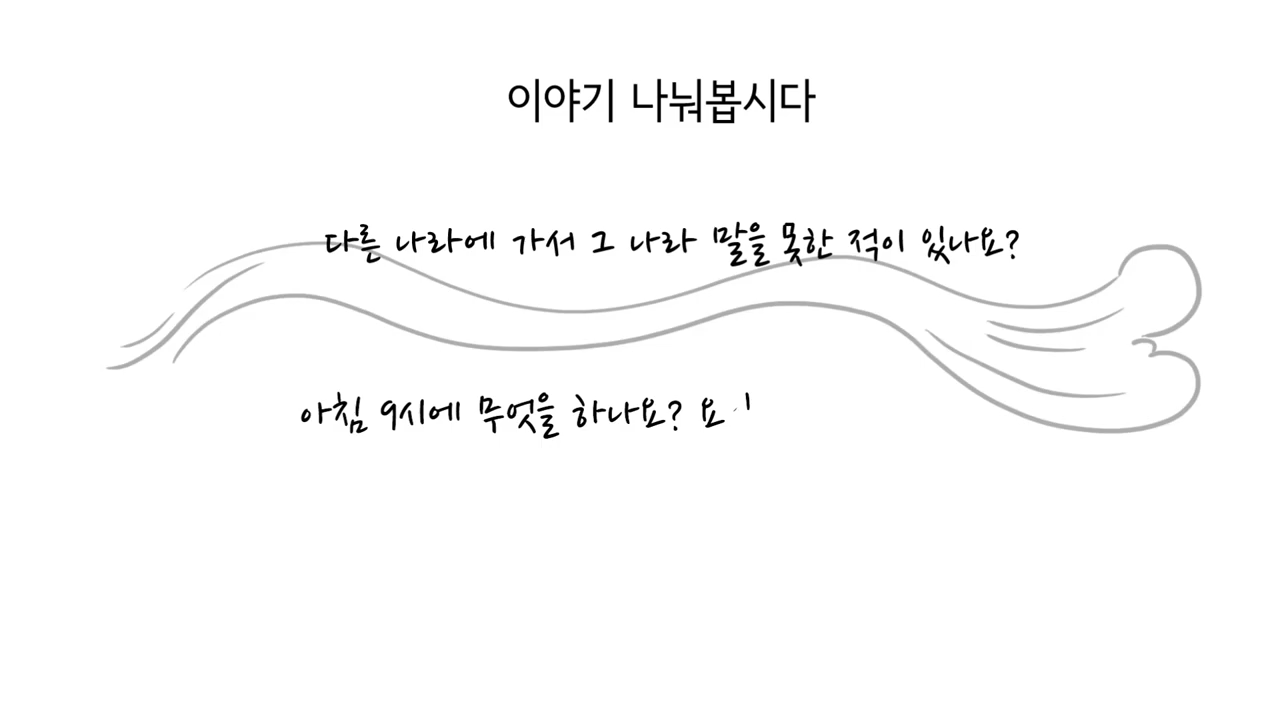 이야기 나눠봅시다
다른 나라에 가서 그 나라 말을 못한 적이 있나요?
아침 9시에 무엇을 하나요? 요